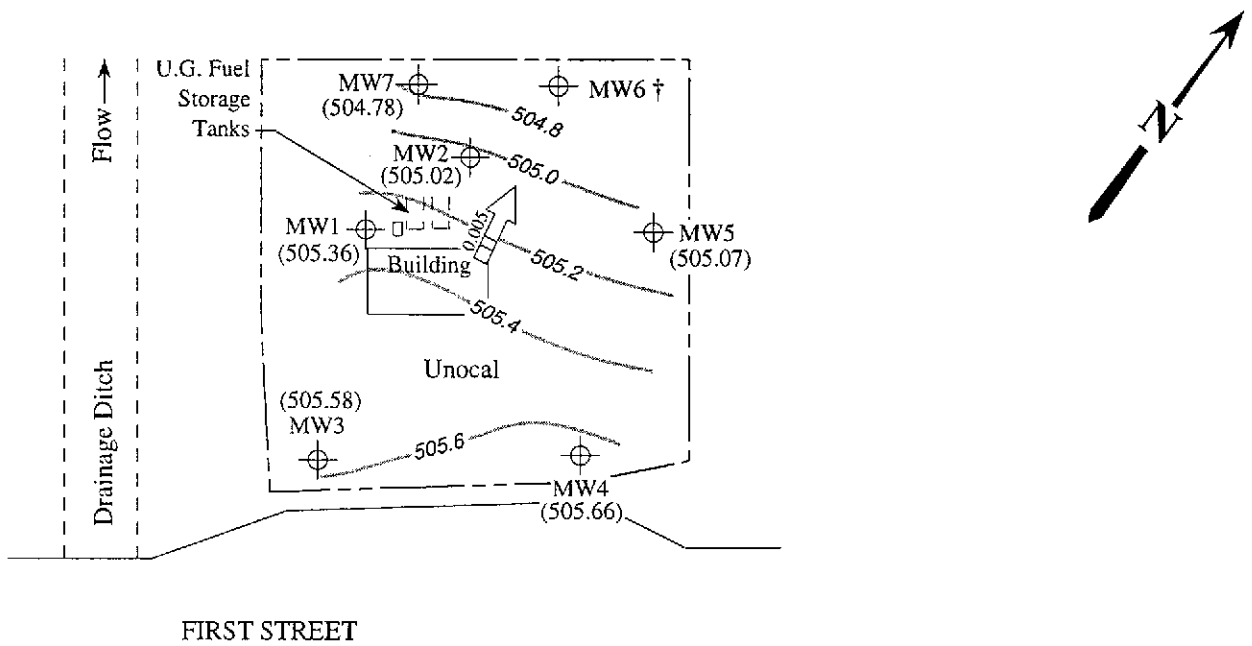 U.G. Fuel
Storage
Tanks
Flow
MW7
(504.78)
MW6 †
504.8
MW2
(505.02)
505.0
MW1
(505.36)
0.005
1
MW5
(505.07)
Building
505.2
505.4
Unocal
(505.58)
MW3
505.6
MW4
(505.66)
Drainage Ditch
FIRST STREET
N